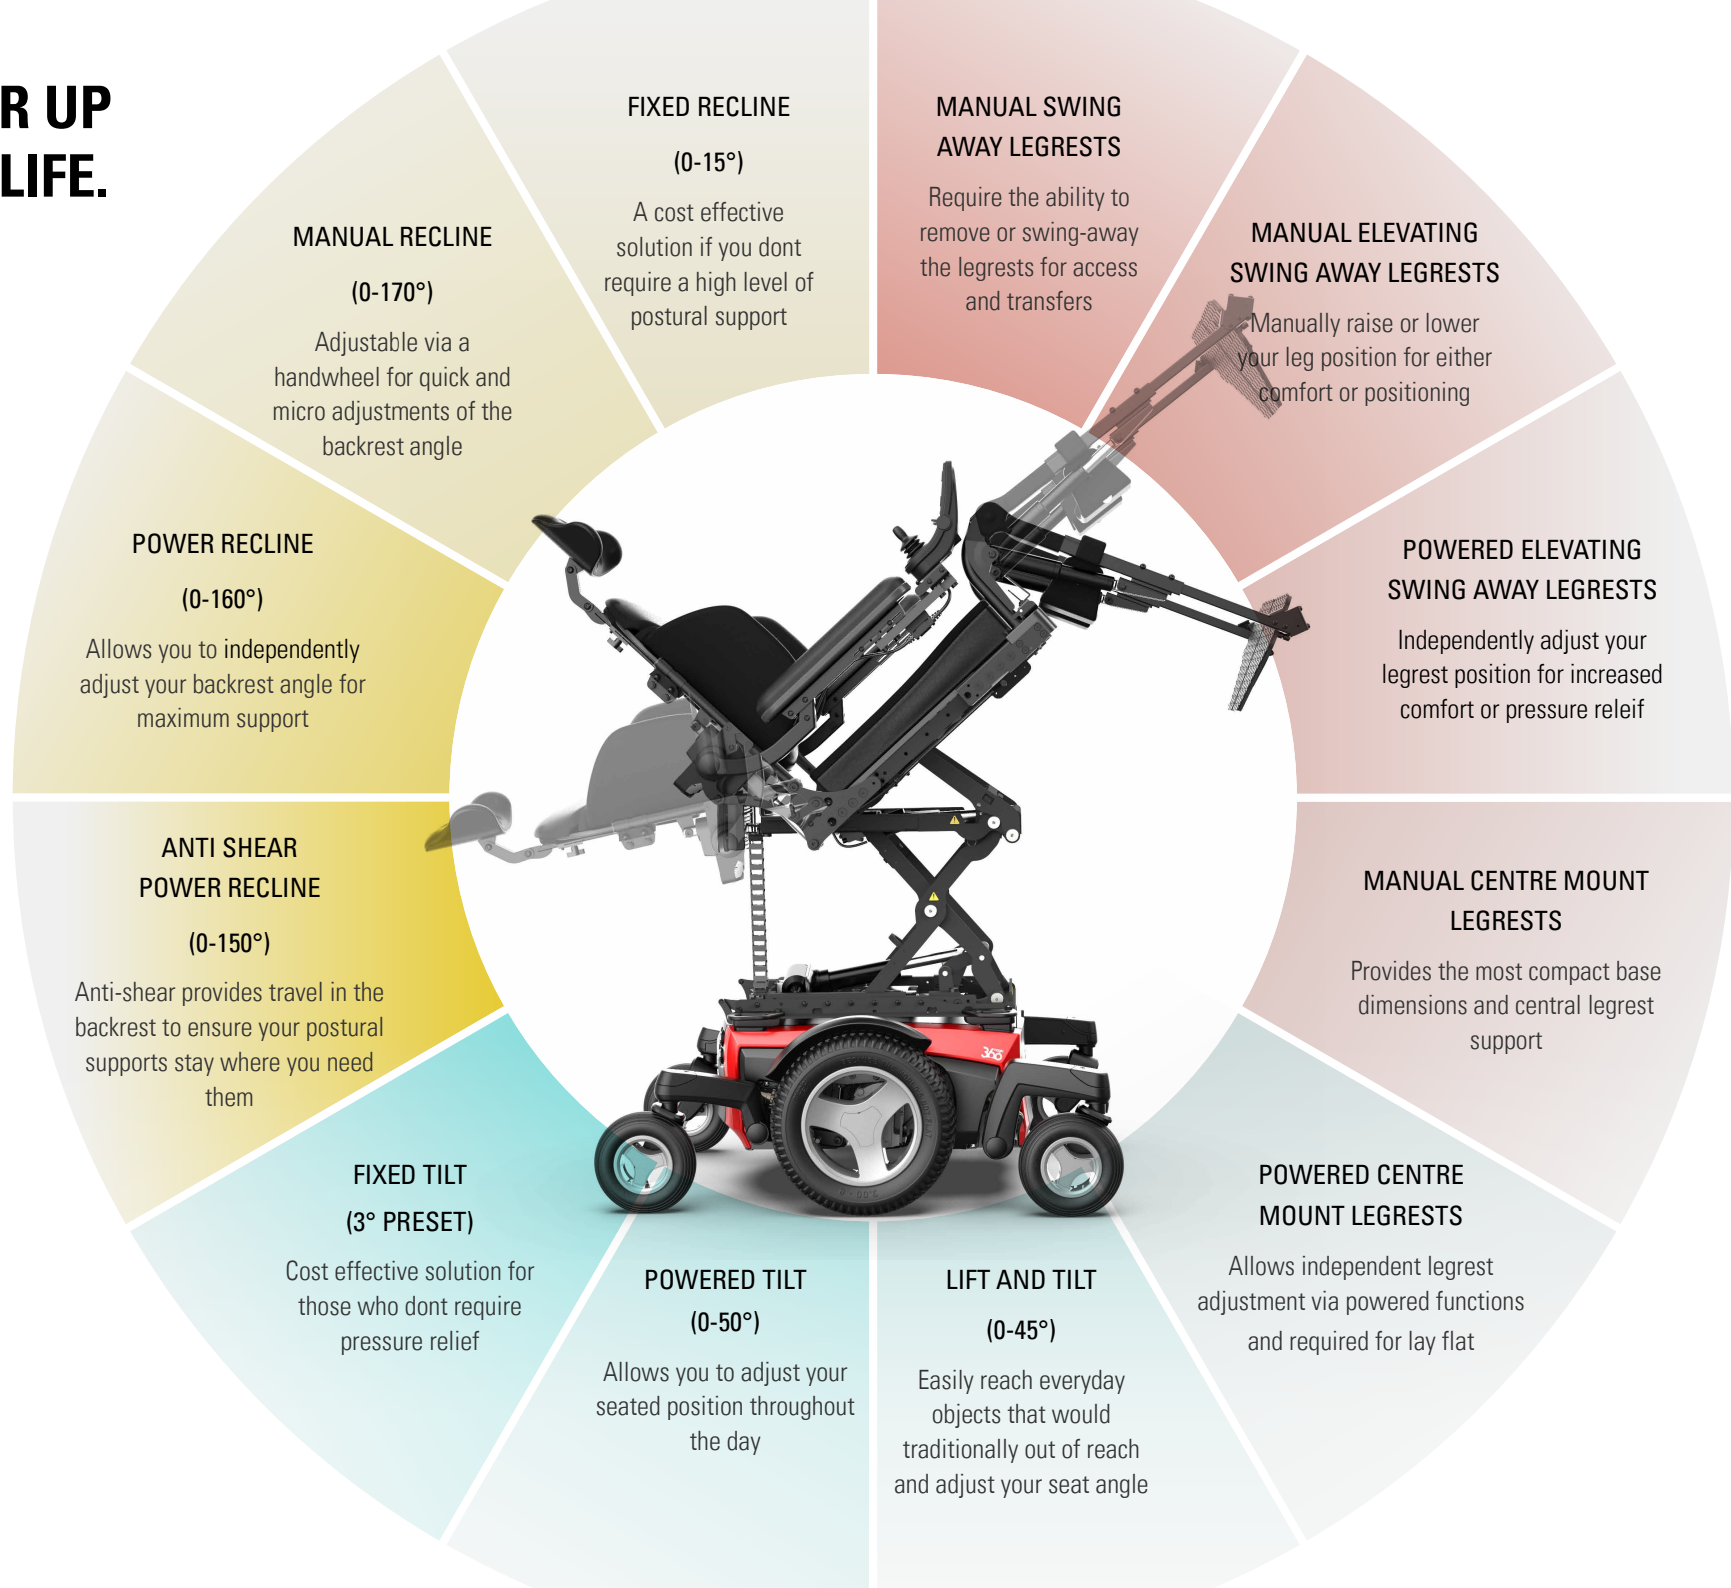 R UP
LIFE.
FIXED RECLINE
(0-15°)
A cost effective
solution if you dont
require a high level of
postural support
MANUAL SWING
AWAY LEGRESTS
Require the ability to
remove or swing-away
the legrests for access
and transfers
MANUAL RECLINE
(0-170°)
Adjustable via a
handwheel for quick and
micro adjustments of the
backrest angle
MANUAL ELEVATING
SWING AWAY LEGRESTS
Manually raise or lower
your leg position for either
comfort or positioning
POWER RECLINE
(0-160°)
Allows you to independently
adjust your backrest angle for
maximum support
POWERED ELEVATING
SWING AWAY LEGRESTS
Independently adjust your
legrest position for increased
comfort or pressure releif
ANTI SHEAR
POWER RECLINE
(0-150°)
Anti-shear provides travel in the
backrest to ensure your postural
supports stay where you need
them
MANUAL CENTRE MOUNT
LEGRESTS
Provides the most compact base
dimensions and central legrest
support
360
FIXED TILT
(3° PRESET)
Cost effective solution for
those who dont require
pressure relief
POWERED TILT
(0-50°)
Allows you to adjust your
seated position throughout
the day
LIFT AND TILT
(0-45°)
Easily reach everyday
objects that would
traditionally out of reach
and adjust your seat angle
POWERED CENTRE
MOUNT LEGRESTS
Allows independent legrest
adjustment via powered functions
and required for lay flat